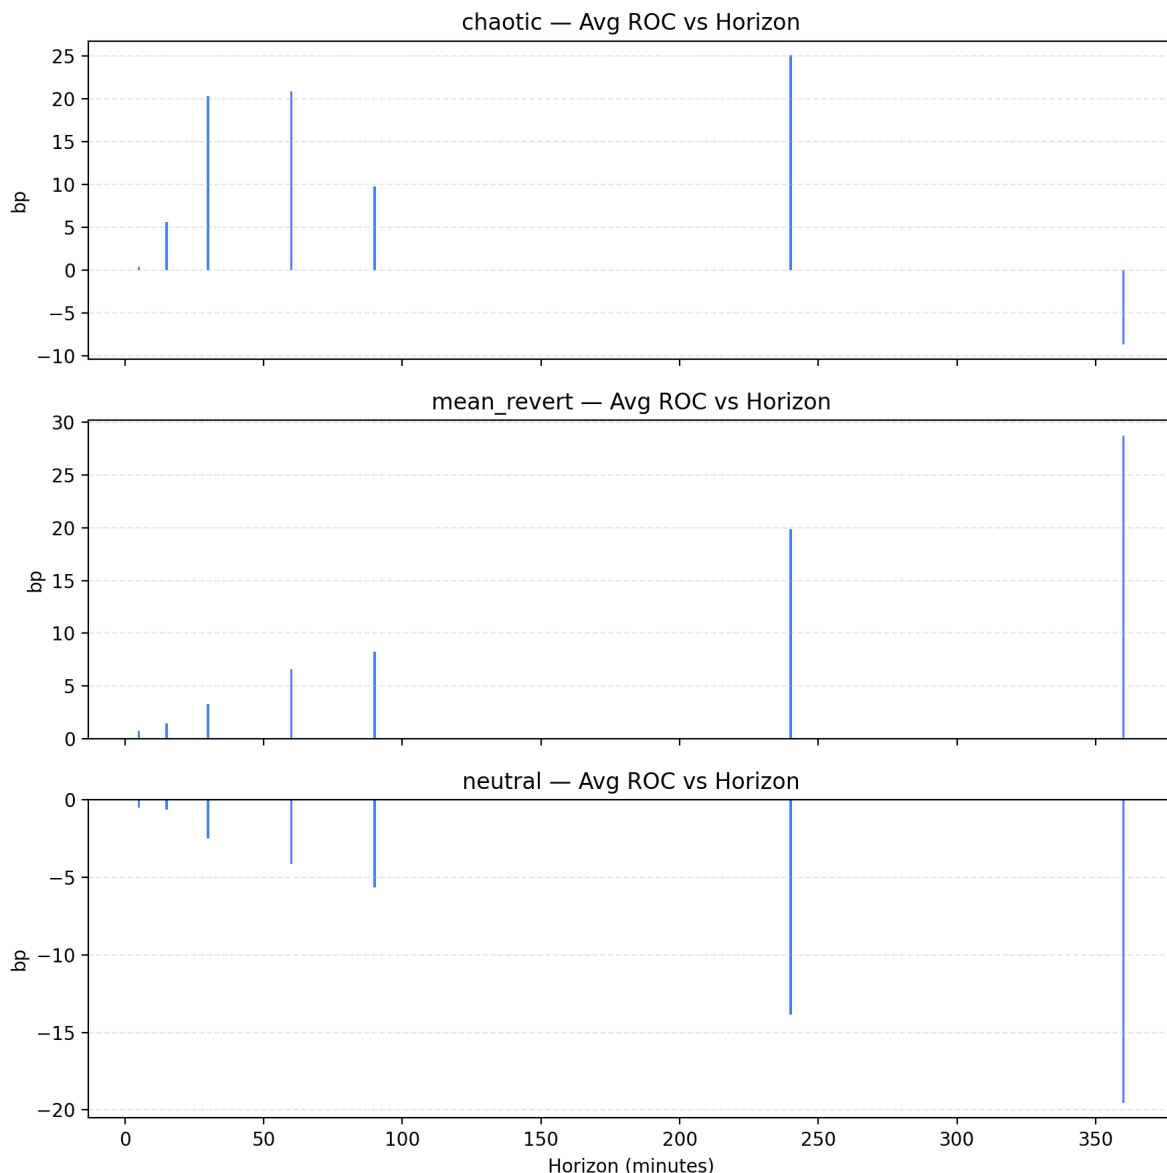 chaotic — Avg ROC vs Horizon
25
20
15
10
5
0
−5
−10
bp
mean_revert — Avg ROC vs Horizon
30
25
20
15
10
5
0
bp
neutral — Avg ROC vs Horizon
0
−5
−10
−15
−20
bp
0 50 100 150 200 250 300 350
Horizon (minutes)